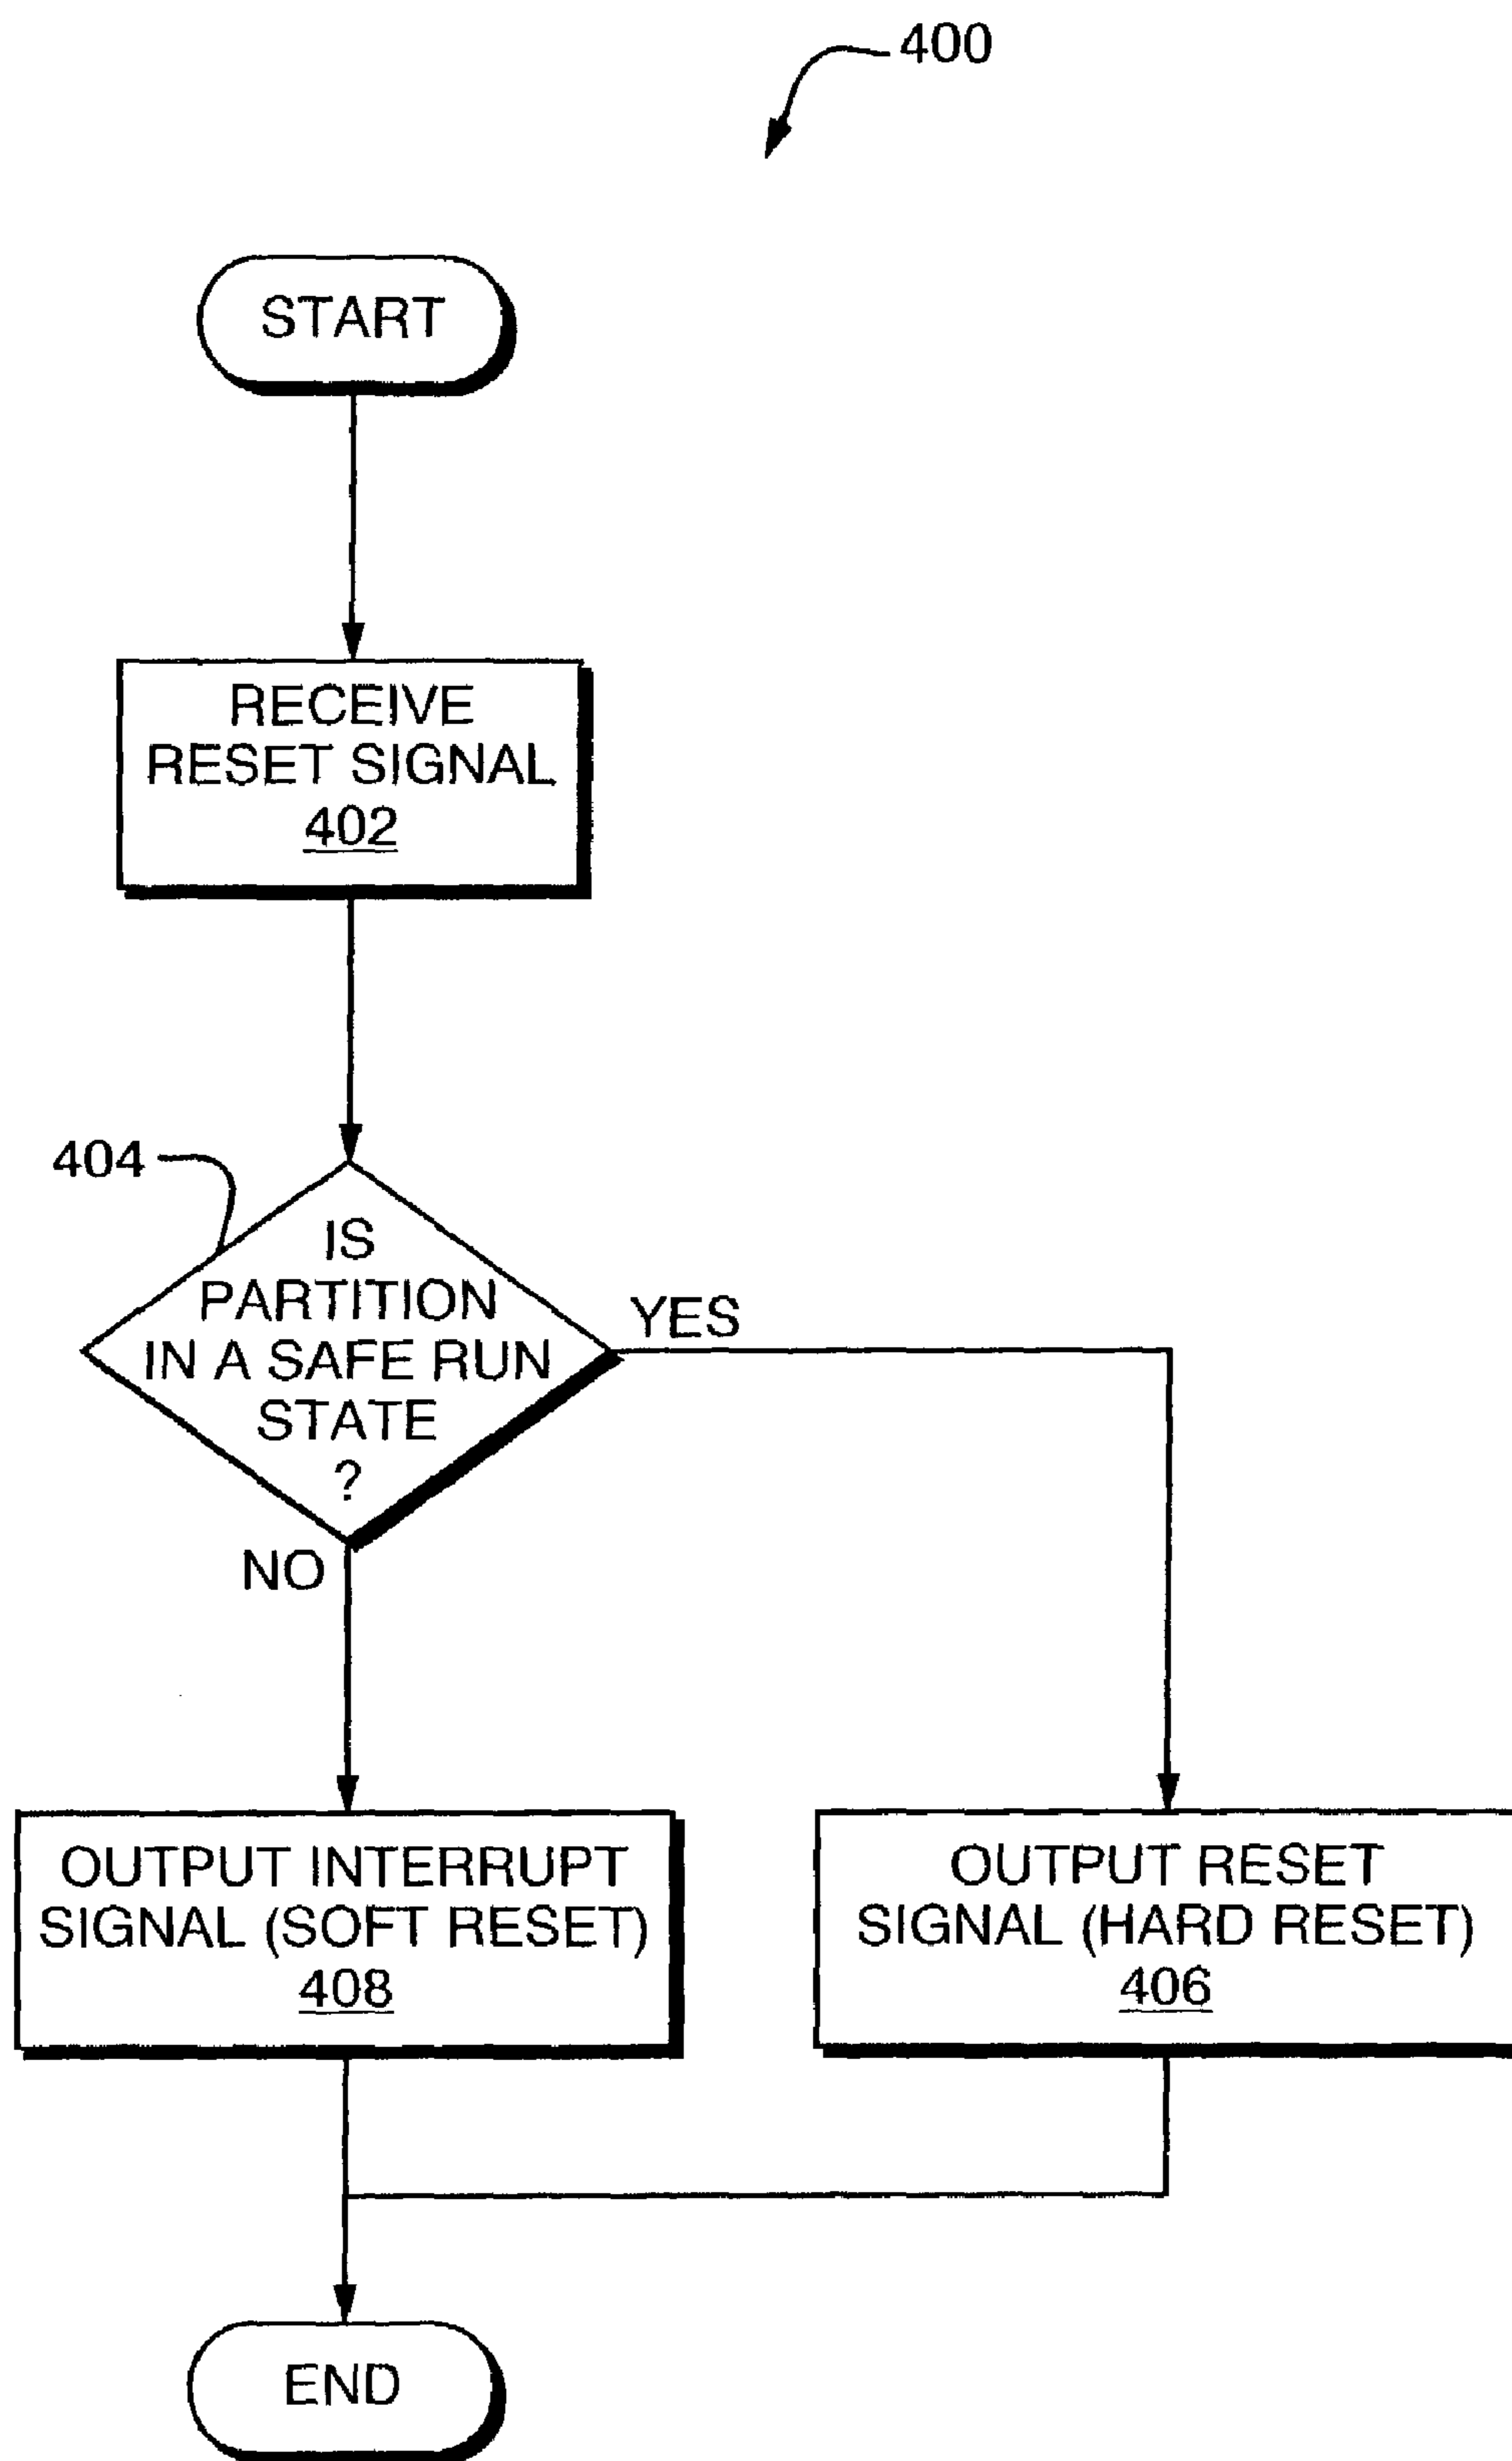 400
START
RECEIVE
RESET SIGNAL
402
404
IS
PARTITION
IN A SAFE RUN
STATE
?
YES
NO
OUTPUT INTERRUPT
SIGNAL (SOFT RESET)
408
OUTPUT RESET
SIGNAL (HARD RESET)
406
END